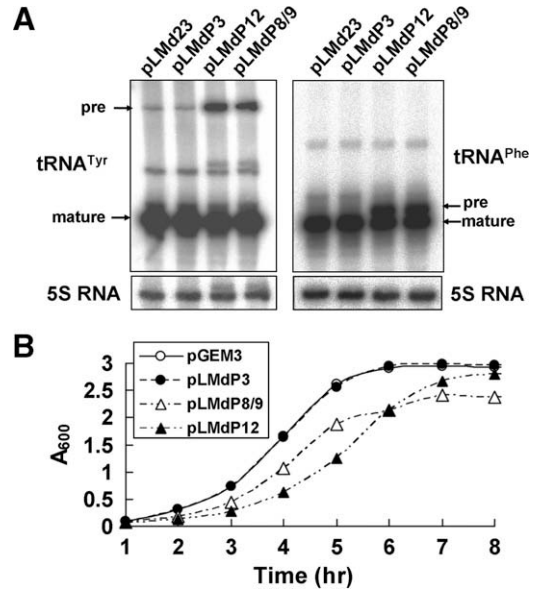 A
pLMd23 pLMdP3 pLMdP12 pLMdP8/9
pLMd23 pLMdP3 pLMdP12 pLMdP8/9
pre
tRNATyr
mature
tRNAPhe
pre
mature
5S RNA
5S RNA
B
pGEM3
pLMdP3
pLMdP8/9
pLMdP12
A600
3
2.5
2
1.5
1
0.5
0
1 2 3 4 5 6 7 8
Time (hr)